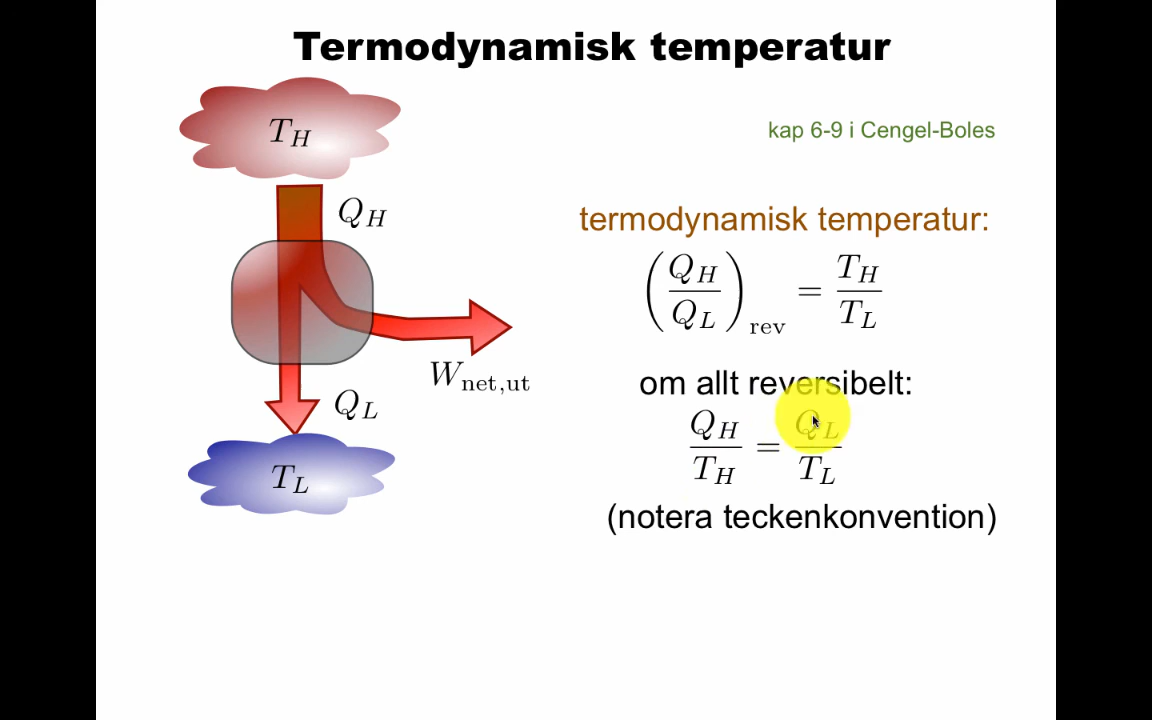 Termodynamisk temperatur
T_H
kap 6-9 i Cengel-Boles
Q_H
termodynamisk temperatur:
(Q_H / Q_L)_rev = T_H / T_L
W_net,ut
om allt reversibelt:
Q_L
Q_H / T_H = Q_L / T_L
T_L
(notera teckenkonvention)